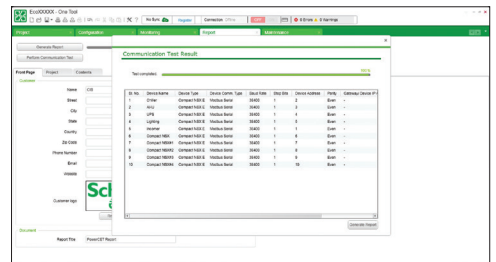 EcoXXXXX - One Tool
No Sync Register Connection Offline 0 Errors 0 Warnings
Project Configuration Monitoring Report Maintenance
Generate Report
Perform Communication Test
Front Page Project Contents
Customer
Name
Street
City
State
Country
Zip Code
Phone Number
Email
Website
Customer logo
Document
Report Title PowerCST Report
Communication Test Result
Test completed 100 %
Sr. No. Device Name Device Type Device Comm. Type Baud Rate Stop Bits Device Address Parity Gateway Device IP
1 Chiller Compact NSX E Modbus Serial 38400 1 2 Even -
2 AHU Compact NSX E Modbus Serial 38400 1 3 Even -
3 UPS Compact NSX E Modbus Serial 38400 1 4 Even -
4 Lighting Compact NSX E Modbus Serial 38400 1 5 Even -
5 Incomer Compact NSX E Modbus Serial 38400 1 1 Even -
6 Compact NSX Compact NSX E Modbus Serial 38400 1 6 Even -
7 Compact NSX#1 Compact NSX E Modbus Serial 38400 1 7 Even -
8 Compact NSX#2 Compact NSX E Modbus Serial 38400 1 8 Even -
9 Compact NSX#3 Compact NSX E Modbus Serial 38400 1 9 Even -
10 Compact NSX#4 Compact NSX E Modbus Serial 38400 1 10 Even -
Generate Report